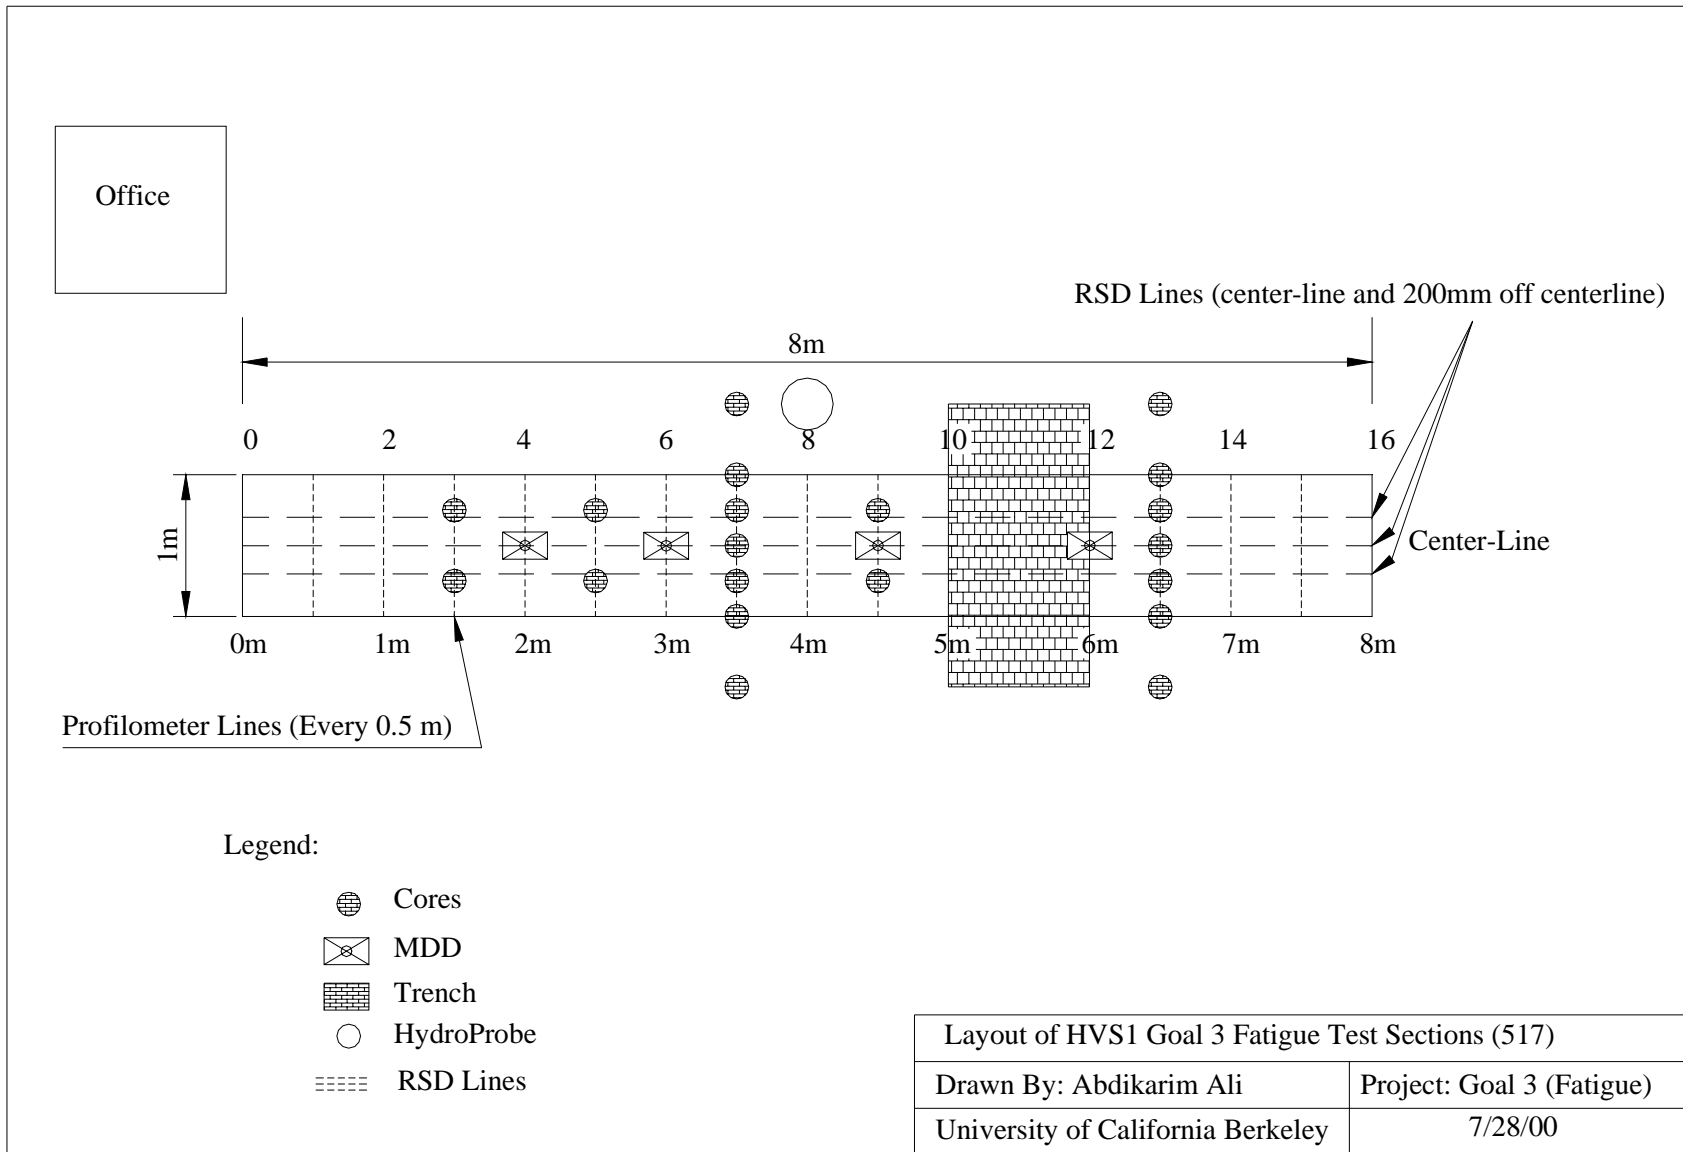 Office
RSD Lines (center-line and 200mm off centerline)
8m
0 2 4 6 8 10 12 14 16
1m
Center-Line
0m 1m 2m 3m 4m 5m 6m 7m 8m
Profilometer Lines (Every 0.5 m)
Legend:
Cores
MDD
Trench
HydroProbe
RSD Lines
Layout of HVS1 Goal 3 Fatigue Test Sections (517)
Drawn By: Abdikarim Ali
Project: Goal 3 (Fatigue)
University of California Berkeley
7/28/00